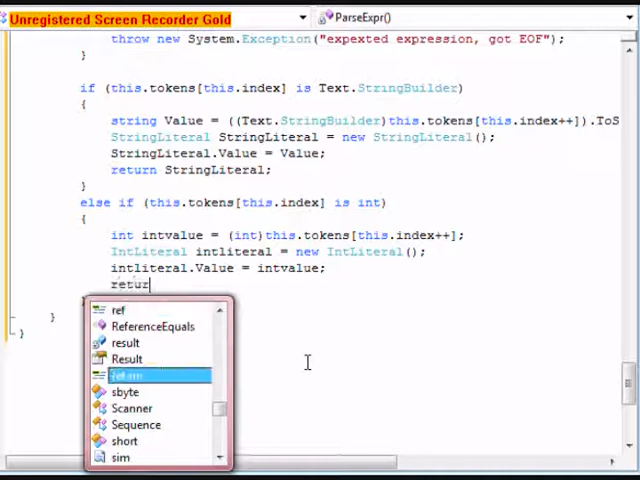 Unregistered Screen Recorder Gold
ParseExpr()
throw new System.Exception("expexted expression, got EOF");
}
if (this.tokens[this.index] is Text.StringBuilder)
{
string Value = ((Text.StringBuilder)this.tokens[this.index++]).ToS
StringLiteral StringLiteral = new StringLiteral();
StringLiteral.Value = Value;
return StringLiteral;
}
else if (this.tokens[this.index] is int)
{
int intvalue = (int)this.tokens[this.index++];
IntLiteral intliteral = new IntLiteral();
intliteral.Value = intvalue;
retur
ref
ReferenceEquals
result
Result
return
sbyte
Scanner
Sequence
short
sim
}
}